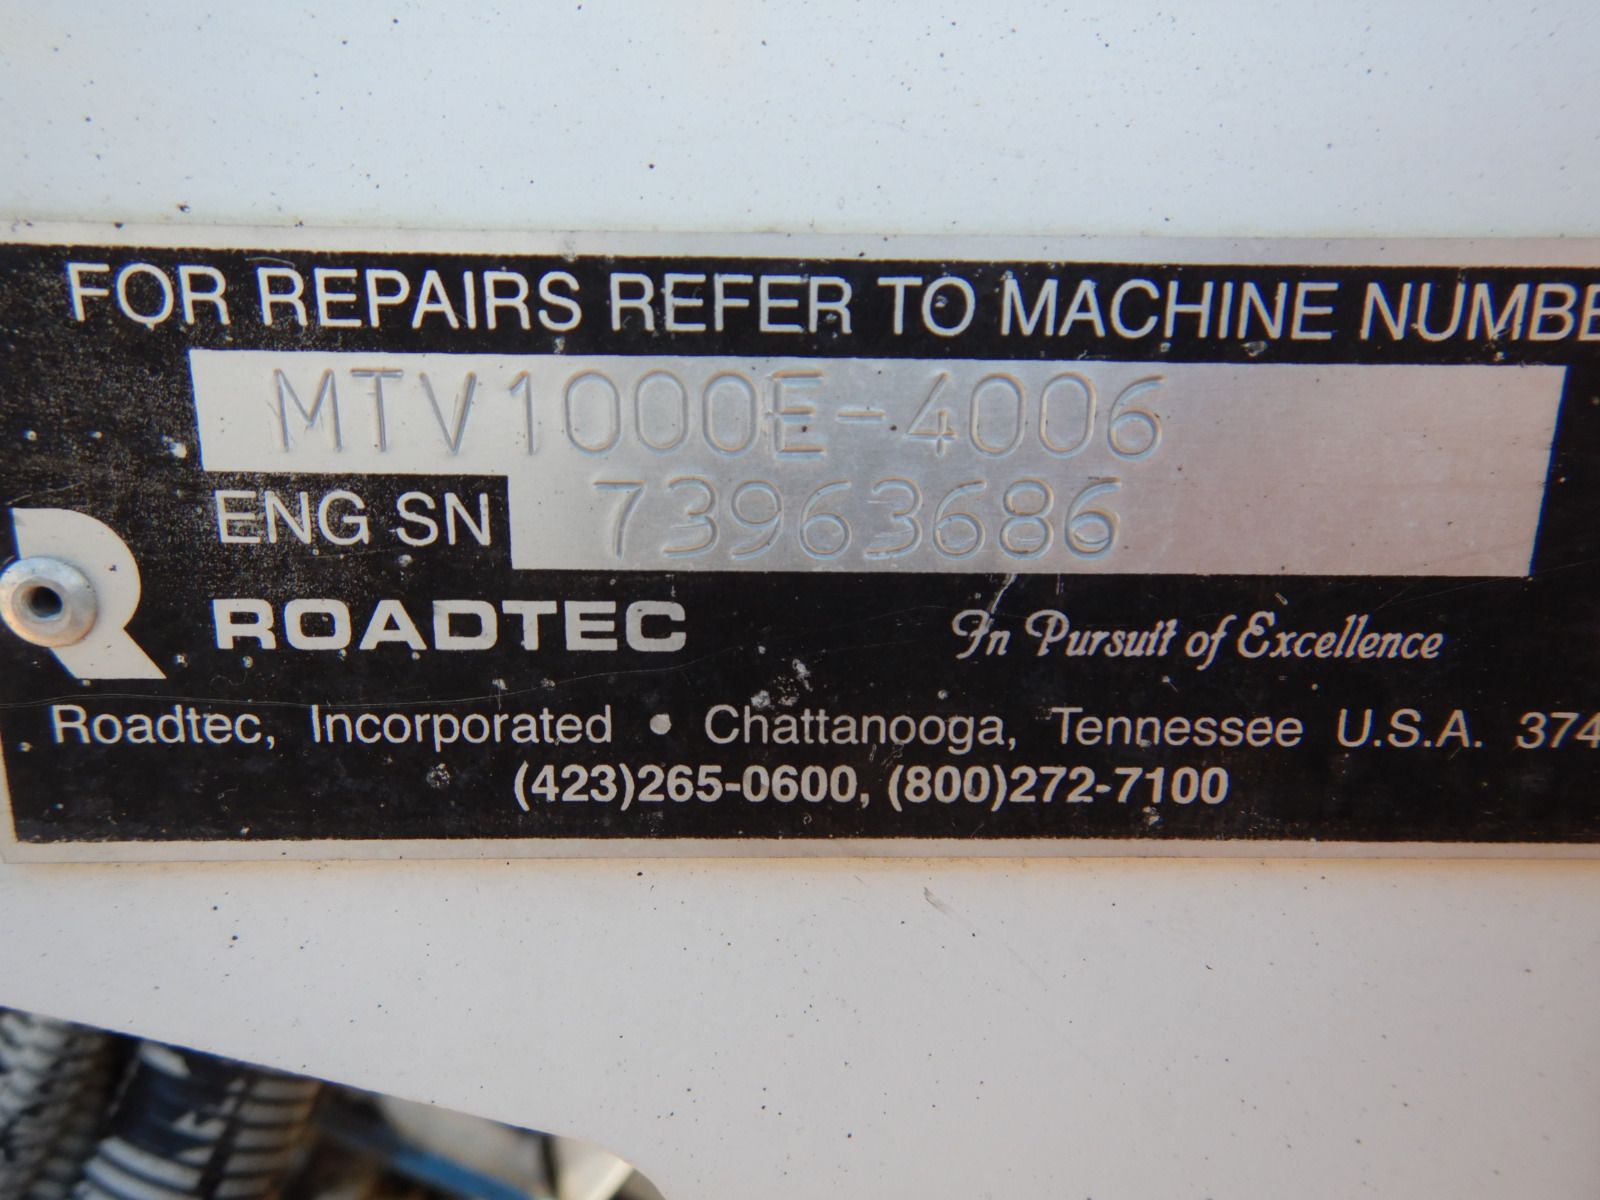 FOR REPAIRS REFER TO MACHINE NUMBE
MTV1000E-4006
ENG SN 73963686
ROADTEC In Pursuit of Excellence
Roadtec, Incorporated • Chattanooga, Tennessee U.S.A. 374
(423)265-0600, (800)272-7100